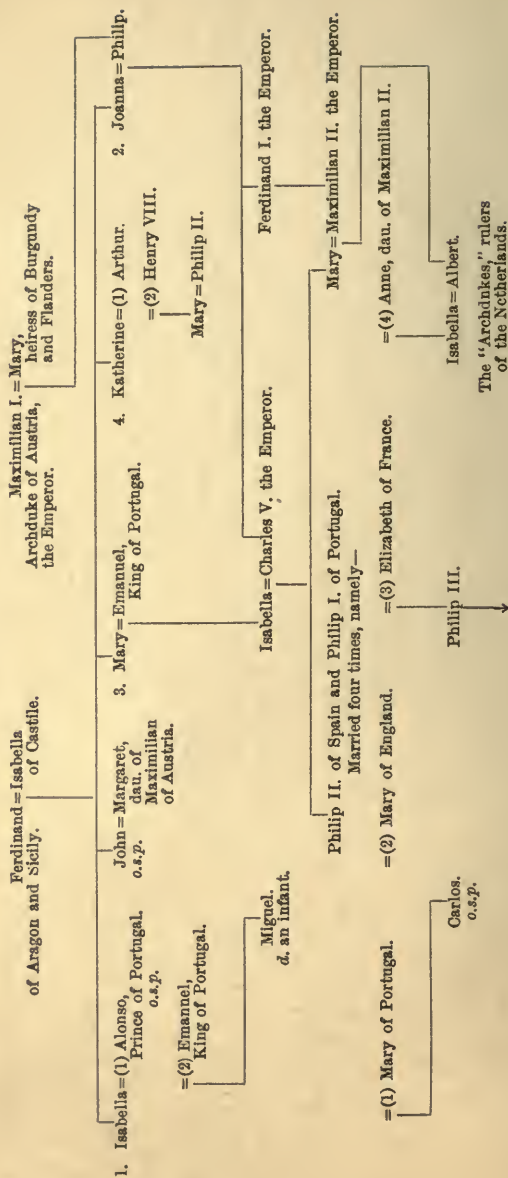 Ferdinand = Isabella
of Aragon and Sicily. of Castile.
Maximilian I. = Mary,
Archduke of Austria, heiress of Burgundy
the Emperor. and Flanders.
1. Isabella = (1) Alonso,
Prince of Portugal.
o.s.p.
= (2) Emanuel,
King of Portugal.
Miguel.
d. an infant.
John = Margaret,
o.s.p. dau. of
Maximilian
of Austria.
3. Mary = Emanuel,
King of Portugal.
4. Katherine = (1) Arthur.
= (2) Henry VIII.
Mary = Philip II.
2. Joanna = Philip.
Isabella = Charles V. the Emperor.
Ferdinand I. the Emperor.
Philip II. of Spain and Philip I. of Portugal.
Married four times, namely—
Mary = Maximilian II. the Emperor.
= (1) Mary of Portugal.
= (2) Mary of England.
= (3) Elizabeth of France.
= (4) Anne, dau. of Maximilian II.
Carlos.
o.s.p.
Philip III.
Isabella = Albert.
The "Archdukes," rulers
of the Netherlands.